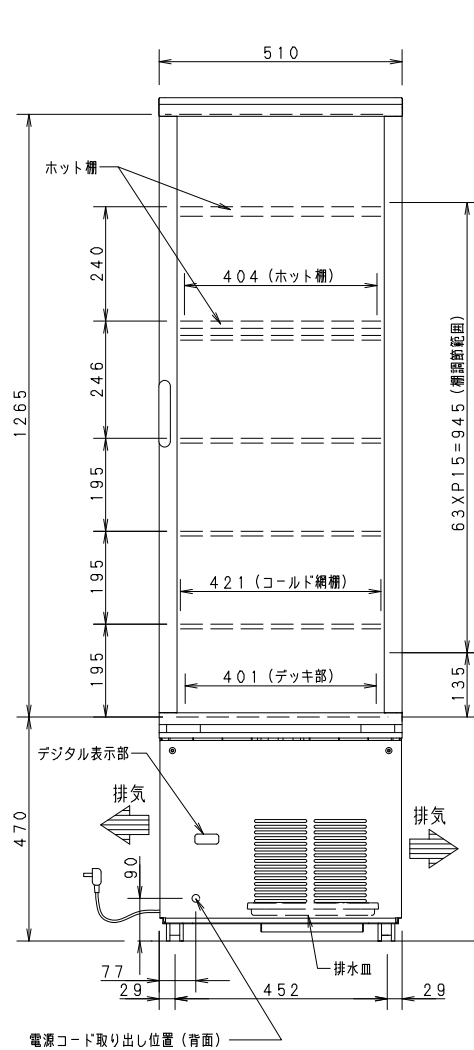 510
ホット棚
240
404(ホット棚)
246
1265
63XP15=945(棚調節範囲)
195
195
421(コールド網棚)
195
401(デッキ部)
135
デジタル表示部
排気
排気
470
90
77
排水皿
29
452
29
電源コード取り出し位置(背面)